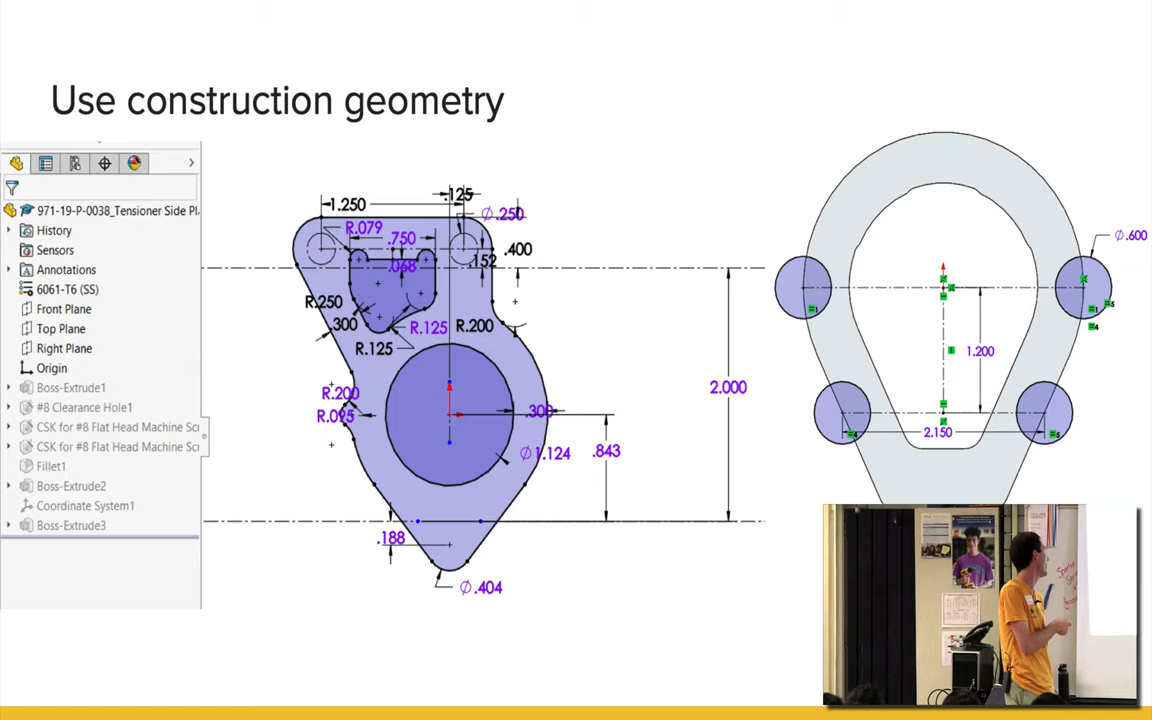 Use construction geometry
971-19-P-0038_Tensioner Side Pl
History
Sensors
Annotations
6061-T6 (SS)
Front Plane
Top Plane
Right Plane
Origin
Boss-Extrude1
#8 Clearance Hole1
CSK for #8 Flat Head Machine Scr
CSK for #8 Flat Head Machine Scr
Fillet1
Boss-Extrude2
Coordinate System1
Boss-Extrude3
1.250
.125
∅.250
R.079
.750
.400
.152
.068
R.250
.300
R.125
R.200
R.125
2.000
R.200
R.095
.300
∅1.124
.843
.188
∅.404
∅.600
1.200
2.150